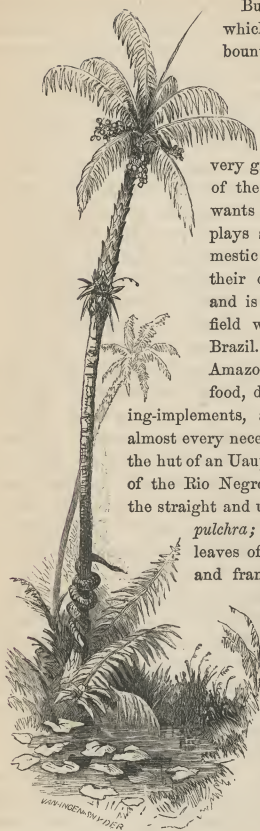 Bu
which
bount
very g
of the
wants
plays
mestic
their
and is
field w
Brazil.
Amazo
food, d
ing-implements,
almost every nece
the hut of an Uau
of the Rio Negr
the straight and u
pulchra;
leaves of
and fran
VAN-INGEN & SNYDER